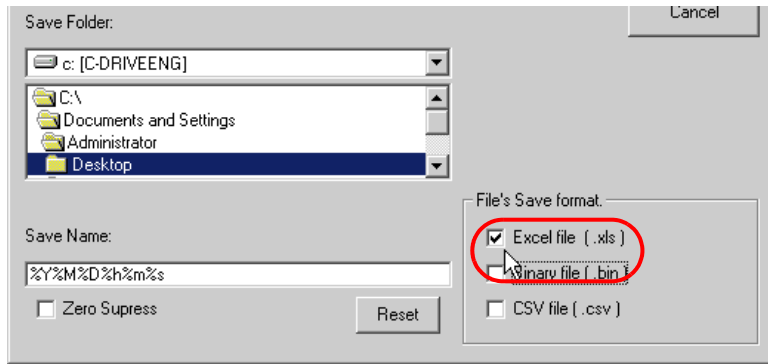 Cancel
Save Folder:
c: [C-DRIVEENG]
C:\
Documents and Settings
Administrator
Desktop
File's Save format.
Excel file ( .xls )
Save Name:
Binary file ( .bin )
%Y%M%D%h%m%s
Zero Supress
Reset
CSV file ( .csv )